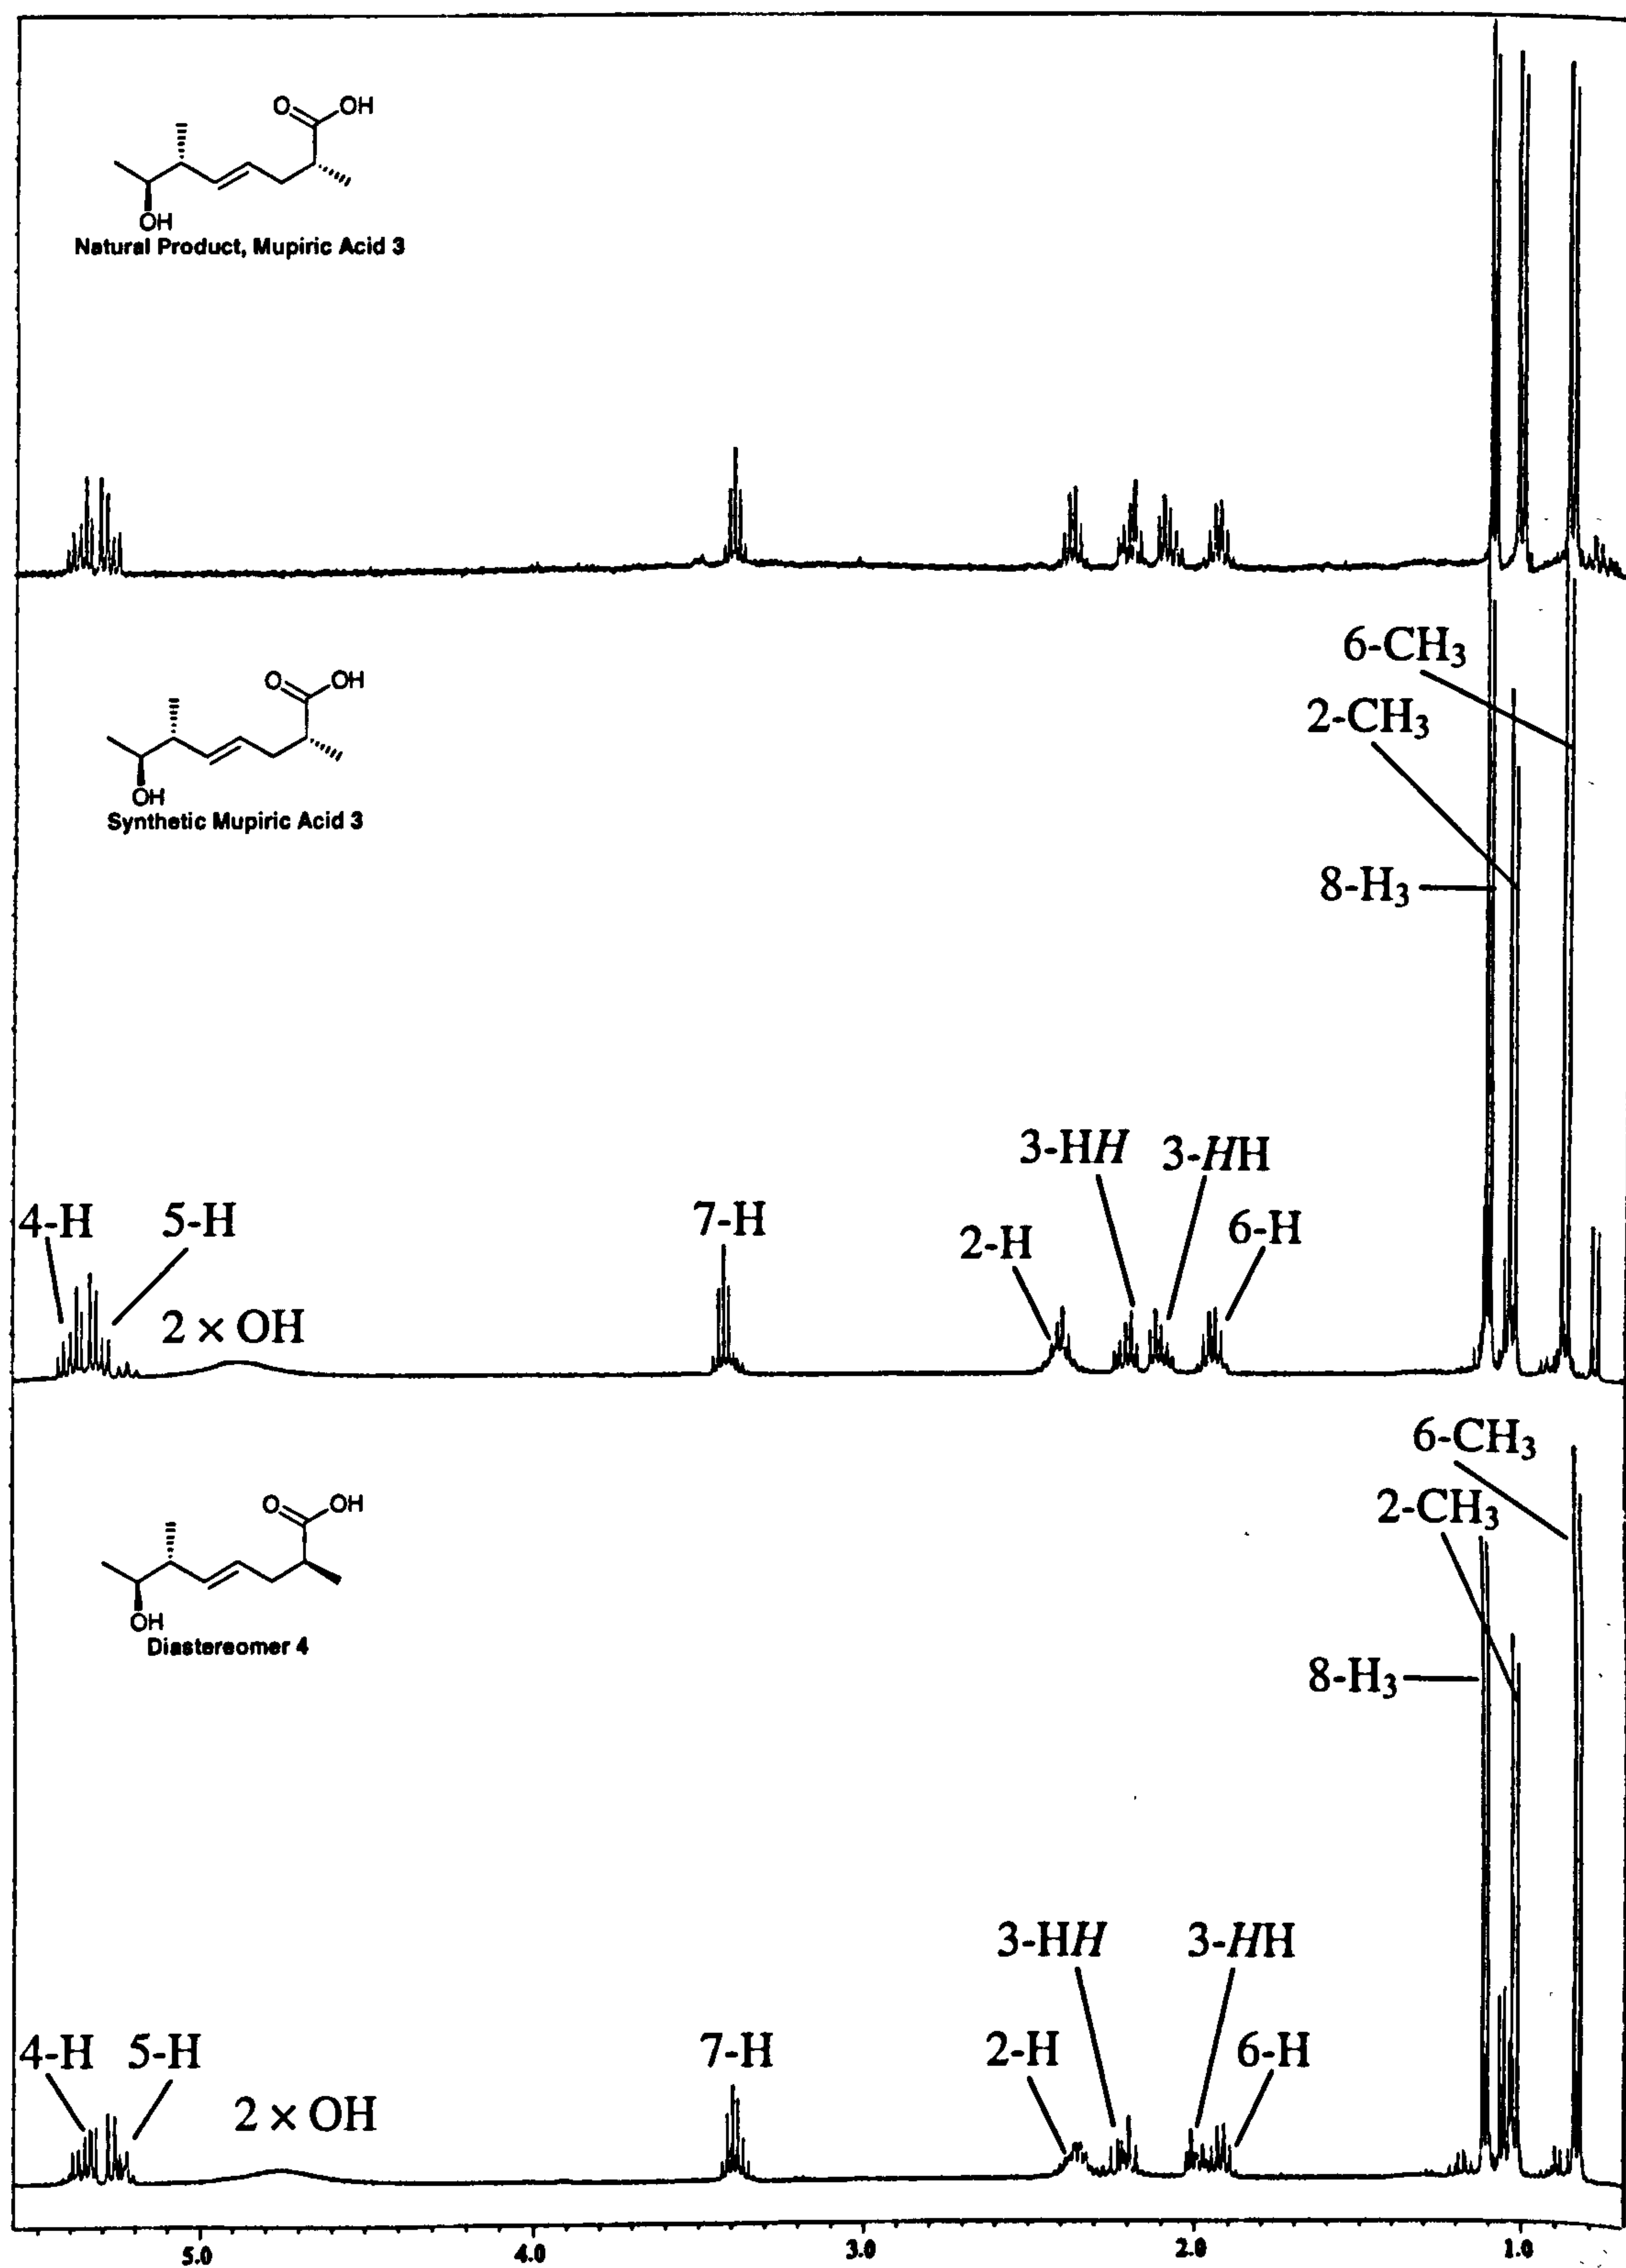 O OH
OH
Natural Product, Mupiric Acid 3
6-CH₃
2-CH₃
O OH
OH
Synthetic Mupiric Acid 3
8-H₃
3-HH 3-HH
4-H 5-H 7-H 2-H 6-H
2 × OH
6-CH₃
2-CH₃
O OH
OH
Diastereomer 4
8-H₃
3-HH 3-HH
4-H 5-H 7-H 2-H 6-H
2 × OH
5.0 4.0 3.0 2.0 1.0